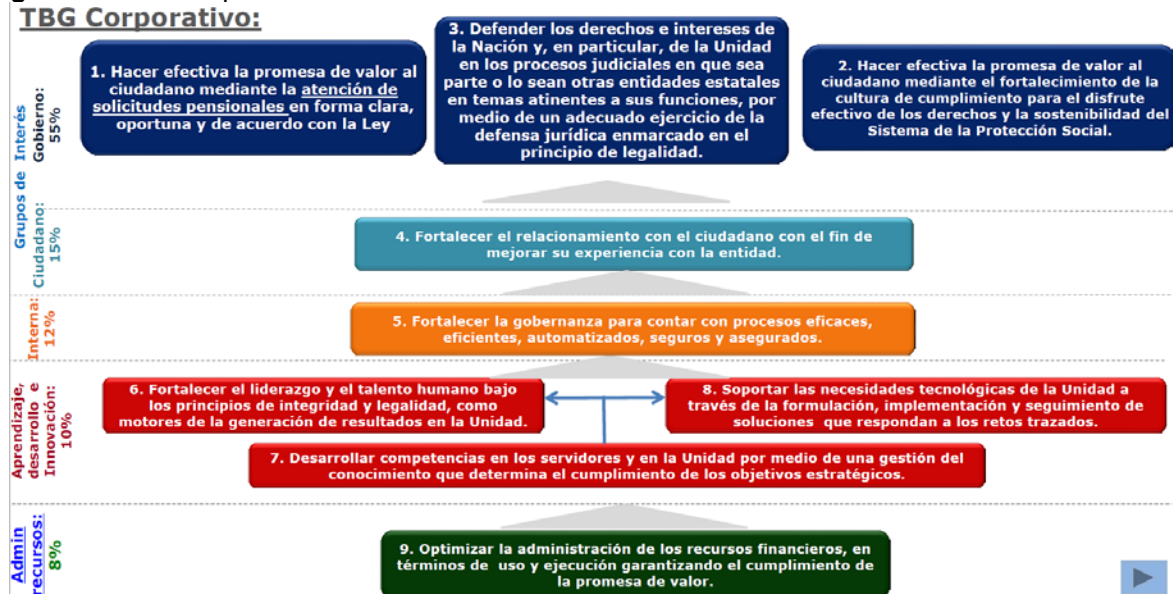 TBG Corporativo:
Grupos de Interés
Gobierno:
55%
1. Hacer efectiva la promesa de valor al
ciudadano mediante la atención de
solicitudes pensionales en forma clara,
oportuna y de acuerdo con la Ley
3. Defender los derechos e intereses de
la Nación y, en particular, de la Unidad
en los procesos judiciales en que sea
parte o lo sean otras entidades estatales
en temas atinentes a sus funciones, por
medio de un adecuado ejercicio de la
defensa jurídica enmarcado en el
principio de legalidad.
2. Hacer efectiva la promesa de valor al
ciudadano mediante el fortalecimiento de la
cultura de cumplimiento para el disfrute
efectivo de los derechos y la sostenibilidad del
Sistema de la Protección Social.
Ciudadano:
15%
4. Fortalecer el relacionamiento con el ciudadano con el fin de
mejorar su experiencia con la entidad.
Interna:
12%
5. Fortalecer la gobernanza para contar con procesos eficaces,
eficientes, automatizados, seguros y asegurados.
Aprendizaje,
desarrollo e
Innovación:
10%
6. Fortalecer el liderazgo y el talento humano bajo
los principios de integridad y legalidad, como
motores de la generación de resultados en la Unidad.
8. Soportar las necesidades tecnológicas de la Unidad a
través de la formulación, implementación y seguimiento de
soluciones que respondan a los retos trazados.
7. Desarrollar competencias en los servidores y en la Unidad por medio de una gestión del
conocimiento que determina el cumplimiento de los objetivos estratégicos.
Admin
recursos:
8%
9. Optimizar la administración de los recursos financieros, en
términos de uso y ejecución garantizando el cumplimiento de
la promesa de valor.